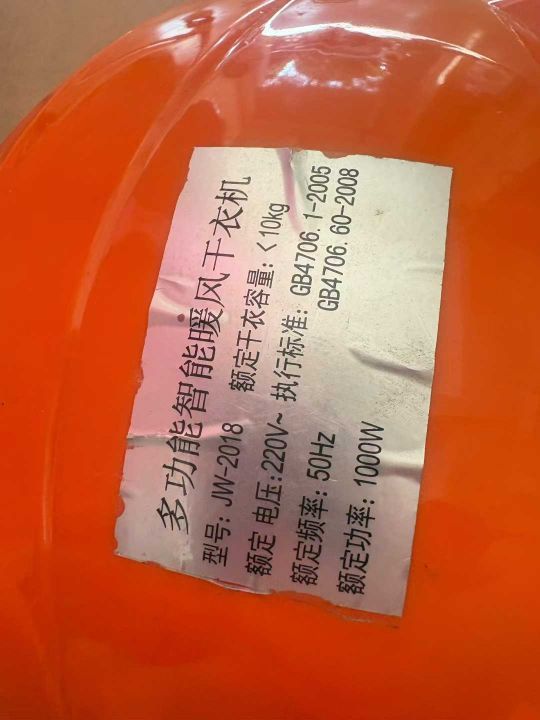 多功能智能暖风干衣机
型号: JW-2018 额定干衣容量: <10kg
额定 电压:220V~ 执行标准: GB4706.1-2005
额定频率: 50Hz GB4706.60-2008
额定功率: 1000W